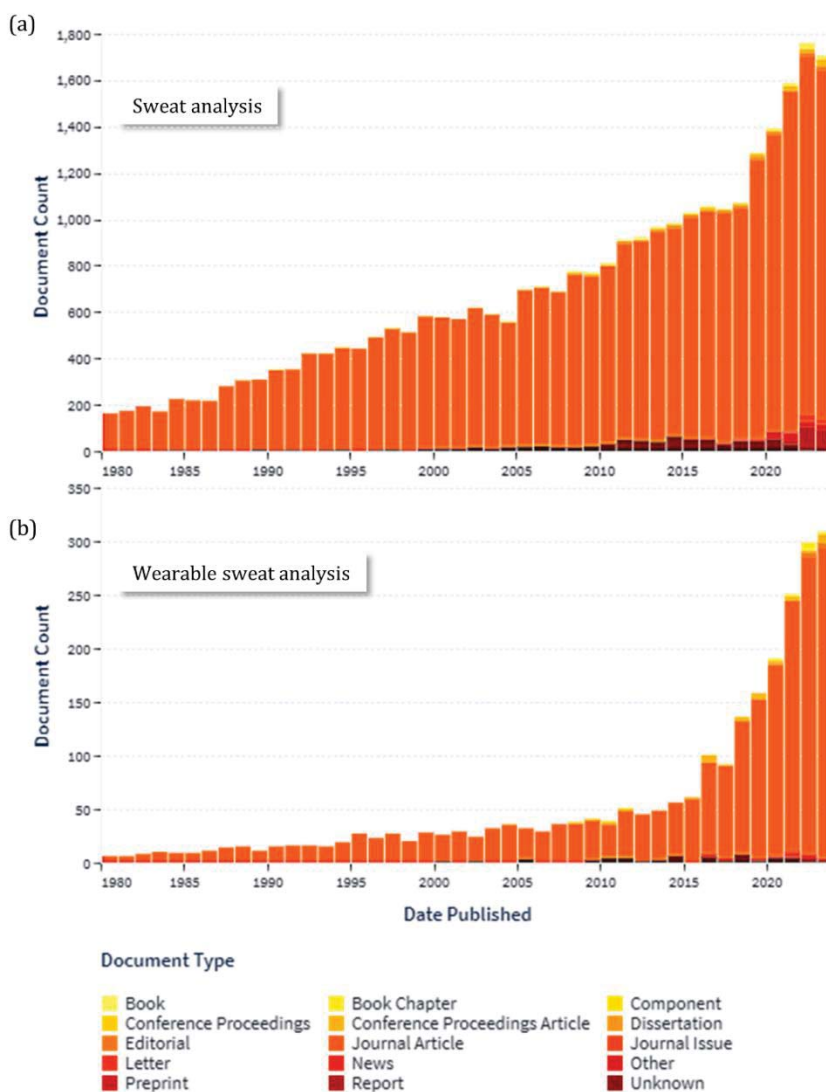 (a)
1,800
1,600
1,400
1,200
1,000
800
600
400
200
0
Document Count
Sweat analysis
1980 1985 1990 1995 2000 2005 2010 2015 2020
(b)
350
300
250
200
150
100
50
0
Document Count
Wearable sweat analysis
1980 1985 1990 1995 2000 2005 2010 2015 2020
Date Published
Document Type
Book Book Chapter Component
Conference Proceedings Conference Proceedings Article Dissertation
Editorial Journal Article Journal Issue
Letter News Other
Preprint Report Unknown